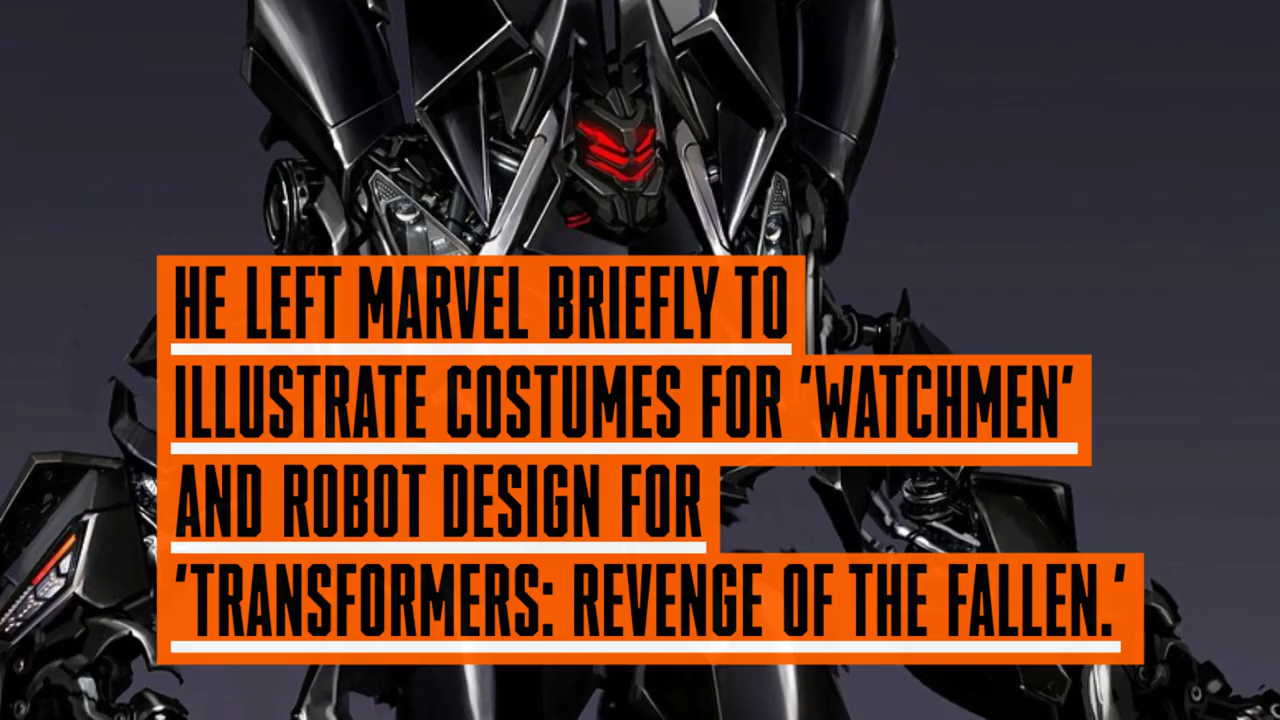 HE LEFT MARVEL BRIEFLY TO
ILLUSTRATE COSTUMES FOR ‘WATCHMEN’
AND ROBOT DESIGN FOR
‘TRANSFORMERS: REVENGE OF THE FALLEN.’